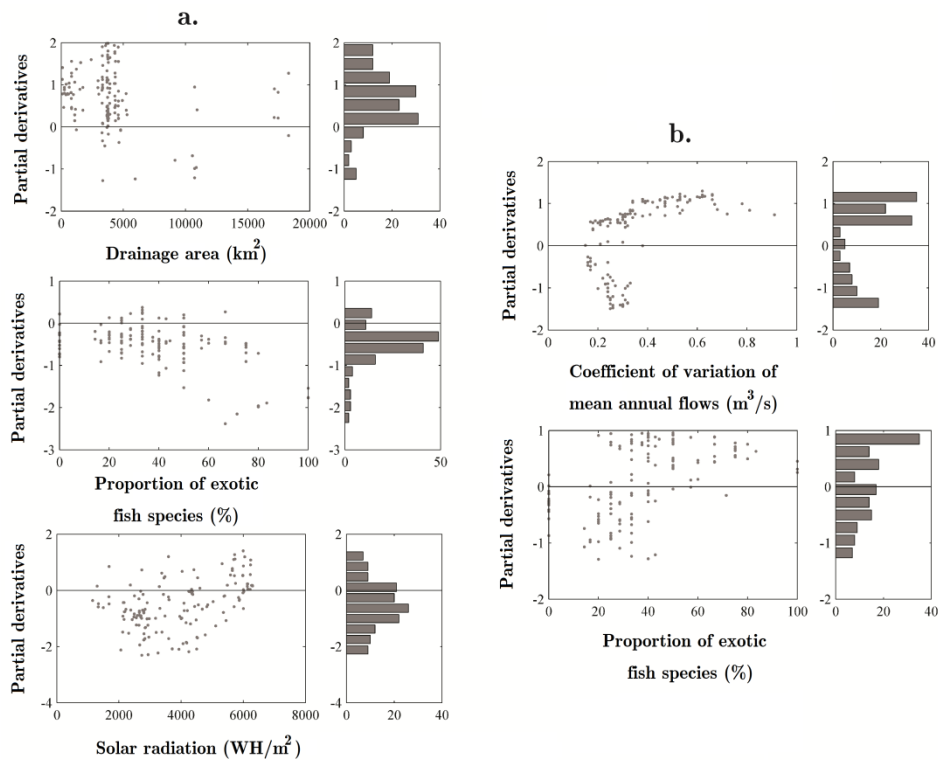 a.
Partial derivatives
2
1
0
-1
-2
0 5000 10000 15000 20000
0 20 40
Drainage area (km²)
Partial derivatives
0
-1
-2
-3
0 20 40 60 80 100
0 50
Proportion of exotic
fish species (%)
Partial derivatives
2
0
-2
-4
0 2000 4000 6000 8000
0 20 40
Solar radiation (WH/m²)
b.
Partial derivatives
2
1
0
-1
-2
0 0.2 0.4 0.6 0.8 1
0 20 40
Coefficient of variation of
mean annual flows (m³/s)
Partial derivatives
1
0
-1
-2
0 20 40 60 80 100
0 20 40
Proportion of exotic
fish species (%)